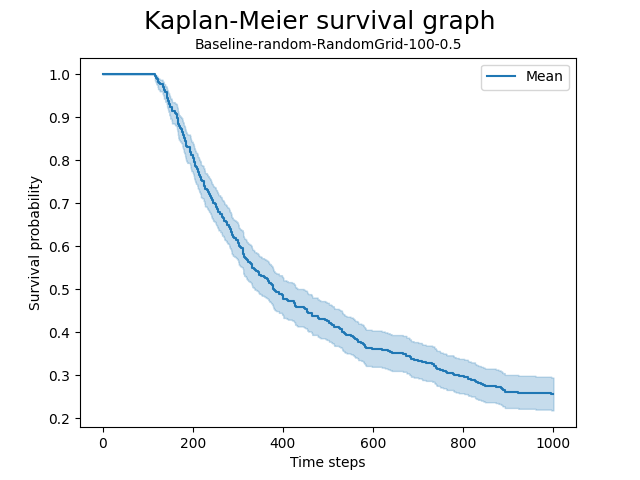 Kaplan-Meier survival graph
Baseline-random-RandomGrid-100-0.5
Mean
Survival probability
1.0
0.9
0.8
0.7
0.6
0.5
0.4
0.3
0.2
0 200 400 600 800 1000
Time steps